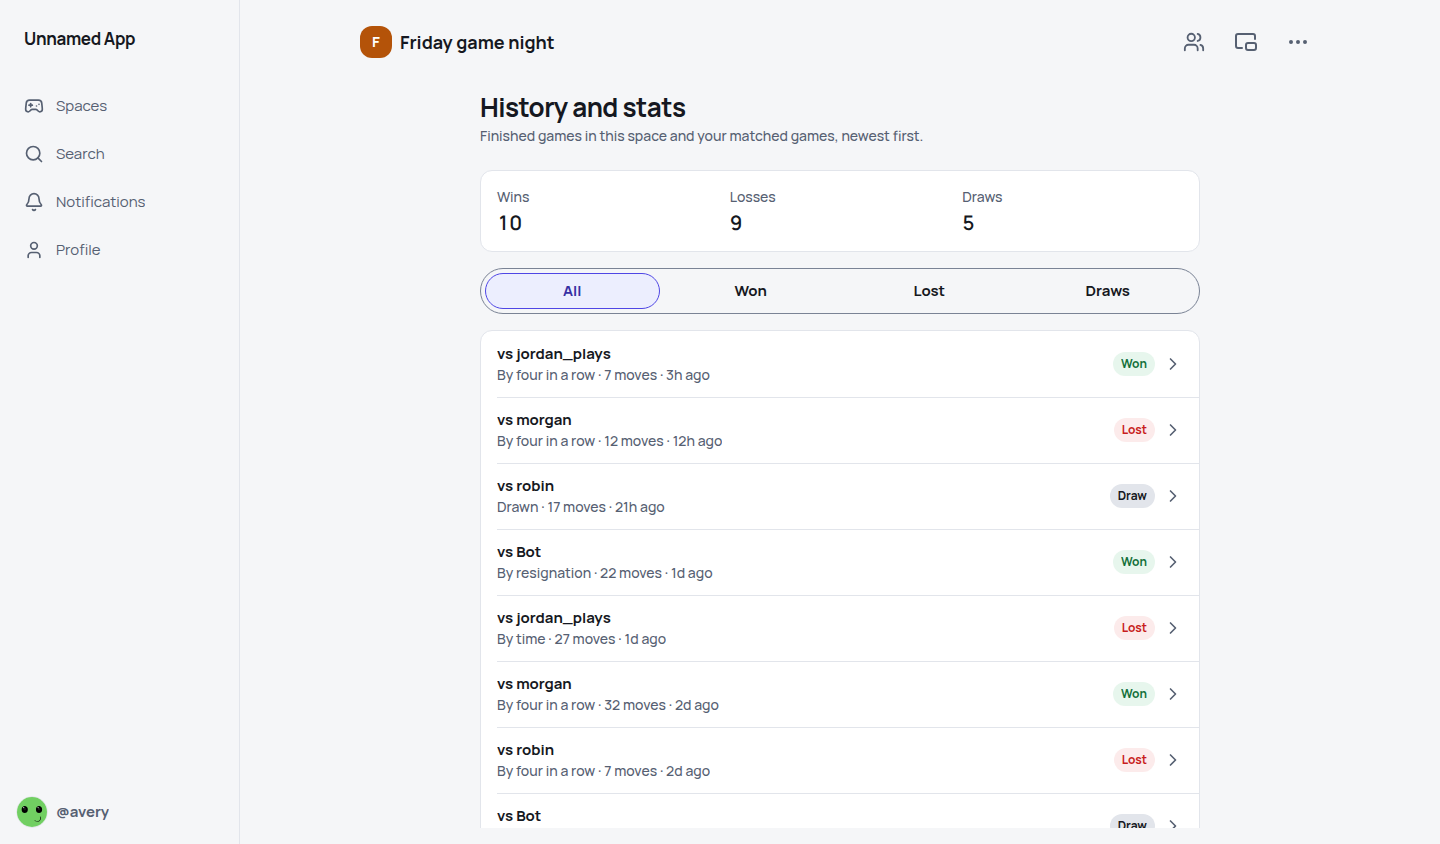 Unnamed App
Spaces
Search
Notifications
Profile
@avery
F
Friday game night
History and stats
Finished games in this space and your matched games, newest first.
Wins
10
Losses
9
Draws
5
All
Won
Lost
Draws
vs jordan_plays
By four in a row · 7 moves · 3h ago
Won
vs morgan
By four in a row · 12 moves · 12h ago
Lost
vs robin
Drawn · 17 moves · 21h ago
Draw
vs Bot
By resignation · 22 moves · 1d ago
Won
vs jordan_plays
By time · 27 moves · 1d ago
Lost
vs morgan
By four in a row · 32 moves · 2d ago
Won
vs robin
By four in a row · 7 moves · 2d ago
Lost
vs Bot
Draw